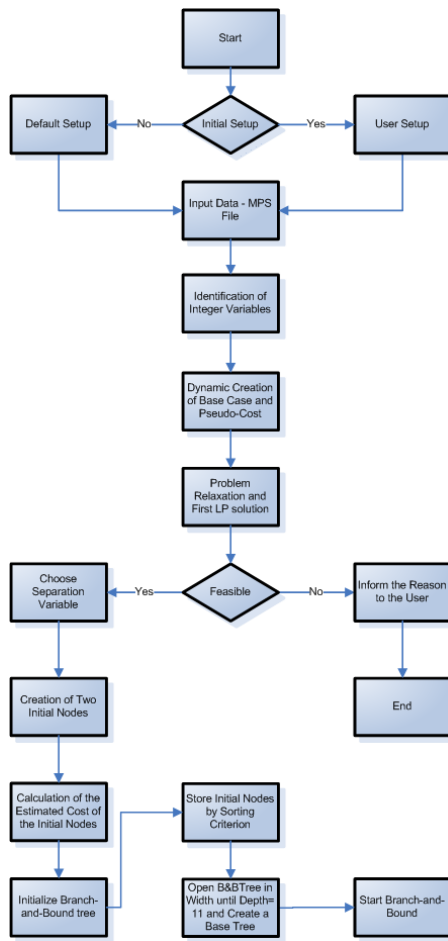 Start
Initial Setup
No
Yes
Default Setup
User Setup
Input Data - MPS
File
Identification of
Integer Variables
Dynamic Creation
of Base Case and
Pseudo-Cost
Problem
Relaxation and
First LP solution
Feasible
Yes
No
Choose
Separation
Variable
Inform the Reason
to the User
Creation of Two
Initial Nodes
End
Calculation of the
Estimated Cost of
the Initial Nodes
Store Initial Nodes
by Sorting
Criterion
Initialize Branch-
and-Bound tree
Open B&BTree in
Width until Depth=
11 and Create a
Base Tree
Start Branch-and-
Bound